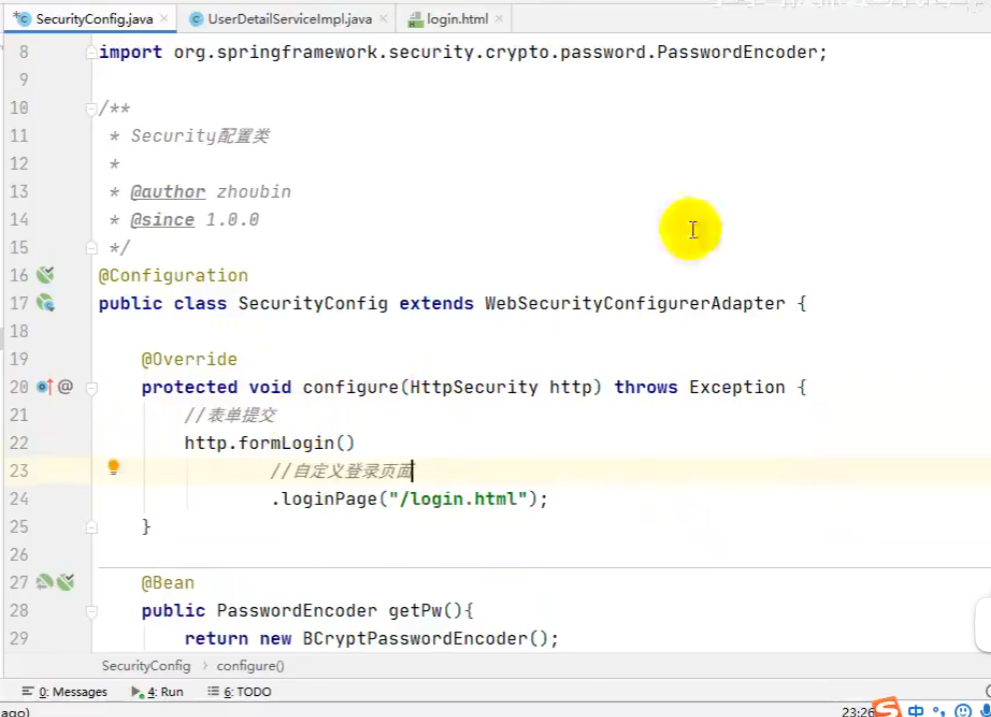 SecurityConfig.java
UserDetailServiceImpl.java
login.html
8 import org.springframework.security.crypto.password.PasswordEncoder;
9
10 /**
11 * Security配置类
12 *
13 * @author zhoubin
14 * @since 1.0.0
15 */
16 @Configuration
17 public class SecurityConfig extends WebSecurityConfigurerAdapter {
18
19 @Override
20 @ protected void configure(HttpSecurity http) throws Exception {
21 //表单提交
22 http.formLogin()
23 //自定义登录页面
24 .loginPage("/login.html");
25 }
26
27 @Bean
28 public PasswordEncoder getPw(){
29 return new BCryptPasswordEncoder();
SecurityConfig > configure()
0: Messages 4: Run 6: TODO
ago) 23:26 中